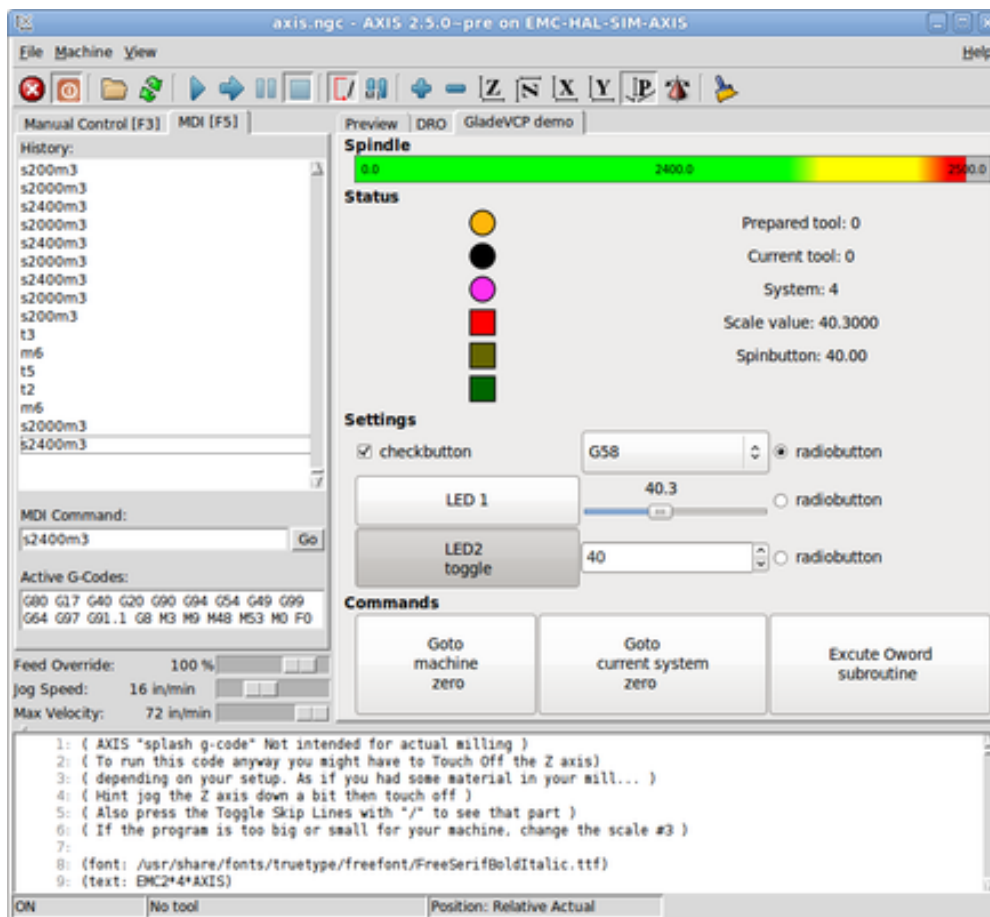 axis.ngc - AXIS 2.5.0~pre on EMC-HAL-SIM-AXIS
File Machine View Help
Z N X Y P
Manual Control [F3] MDI [F5]
History:
s200m3
s2000m3
s2400m3
s2000m3
s2400m3
s2000m3
s2400m3
s2000m3
s200m3
t3
m6
t5
t2
m6
s2000m3
s2400m3
MDI Command:
s2400m3 Go
Active G-Codes:
G80 G17 G40 G20 G90 G94 G54 G49 G99
G64 G97 G91.1 G8 M3 M9 M48 M53 M0 F0
Feed Override: 100 %
Jog Speed: 16 in/min
Max Velocity: 72 in/min
Preview DRO GladeVCP demo
Spindle
0.0 2400.0 2500.0
Status
Prepared tool: 0
Current tool: 0
System: 4
Scale value: 40.3000
Spinbutton: 40.00
Settings
checkbutton G58 radiobutton
LED 1 40.3 radiobutton
LED2
toggle
40 radiobutton
Commands
Goto
machine
zero
Goto
current system
zero
Excute Oword
subroutine
1: ( AXIS "splash g-code" Not intended for actual milling )
2: ( To run this code anyway you might have to Touch Off the Z axis)
3: ( depending on your setup. As if you had some material in your mill... )
4: ( Hint jog the Z axis down a bit then touch off )
5: ( Also press the Toggle Skip Lines with "/" to see that part )
6: ( If the program is too big or small for your machine, change the scale #3 )
7:
8: (font: /usr/share/fonts/truetype/freefont/FreeSerifBoldItalic.ttf)
9: (text: EMC2*4*AXIS)
ON No tool Position: Relative Actual